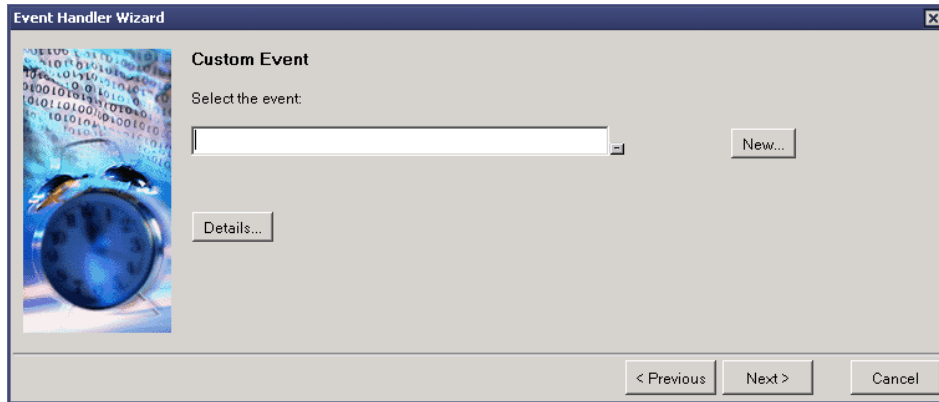 Event Handler Wizard
Custom Event
Select the event:
New...
Details...
< Previous
Next >
Cancel